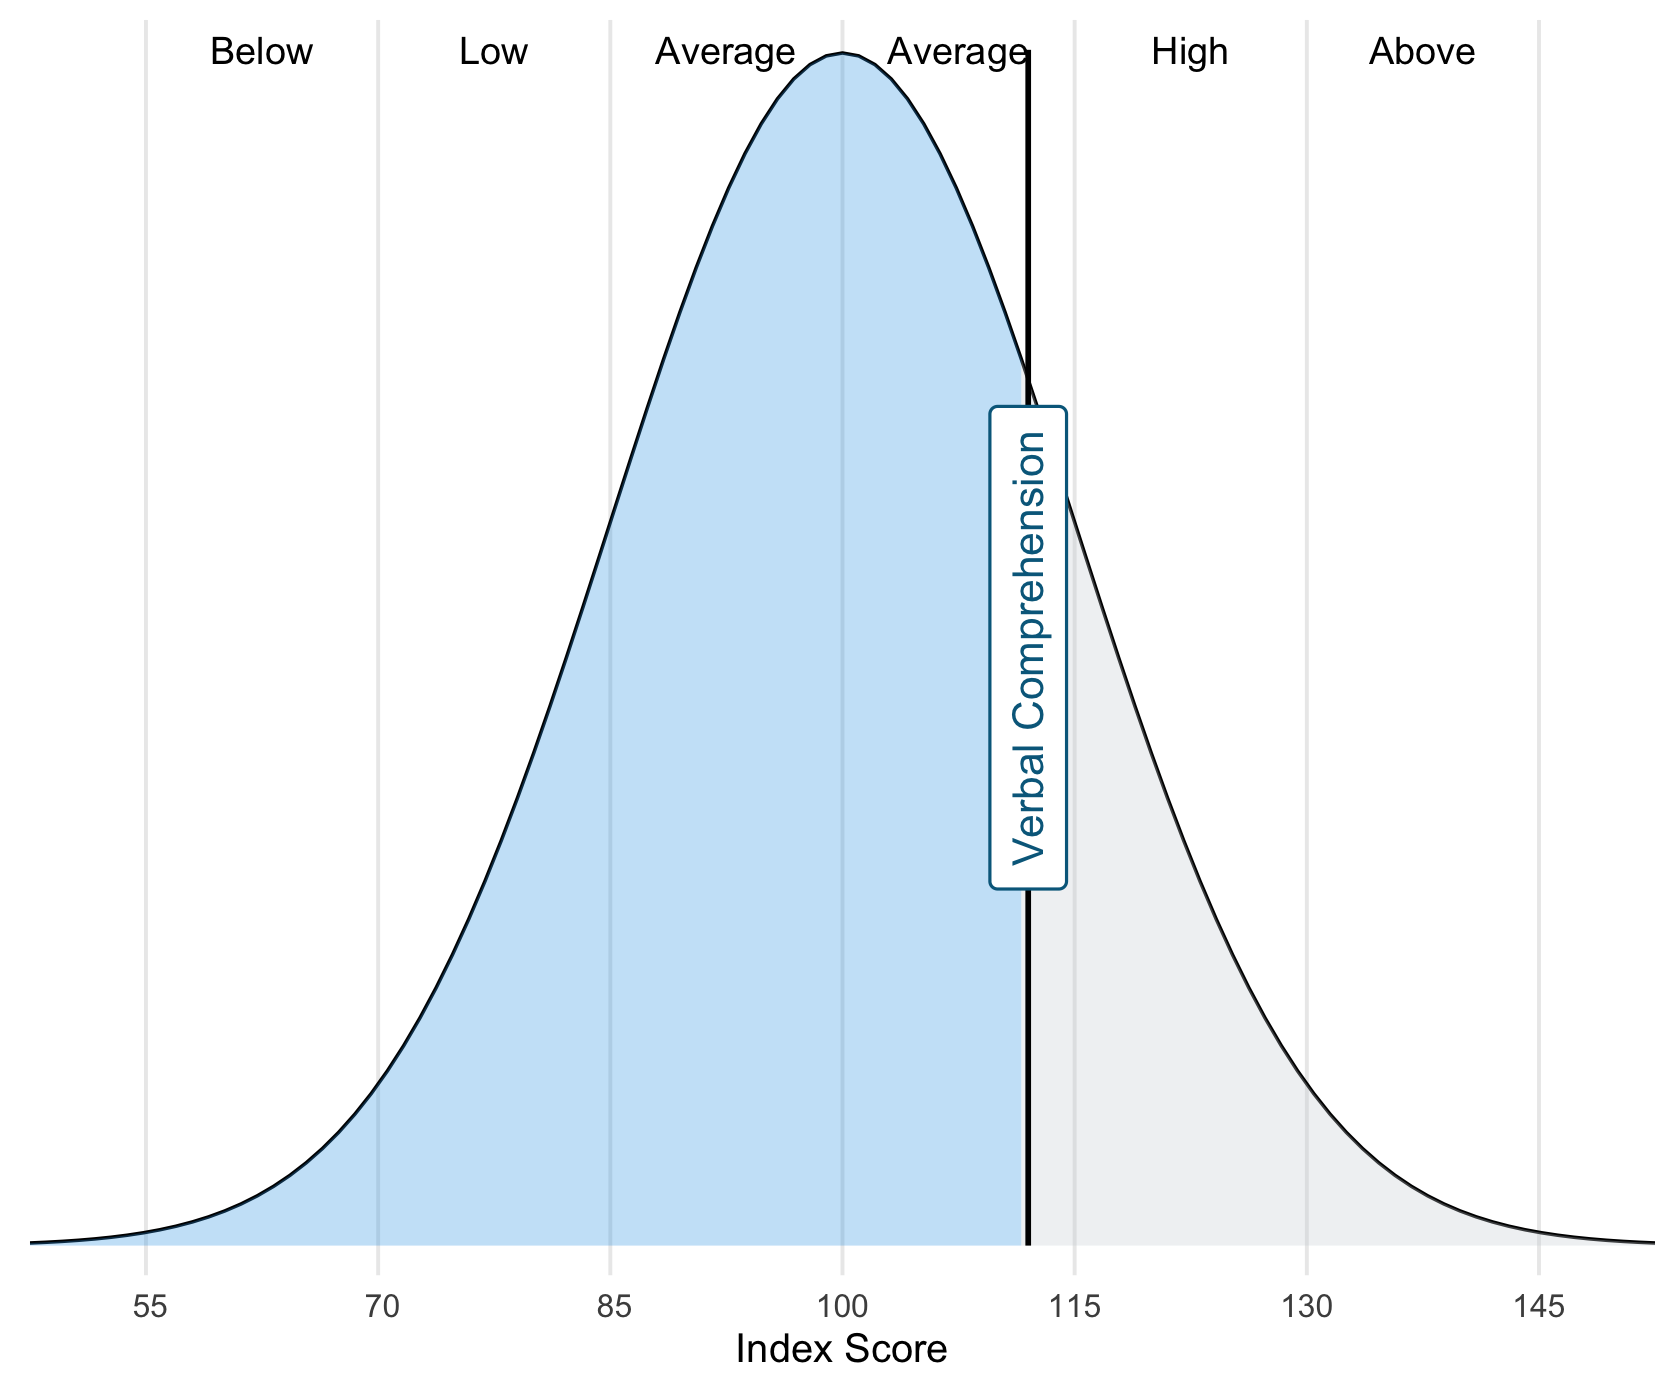 Below Low Average Average High Above
Verbal Comprehension
55 70 85 100 115 130 145
Index Score